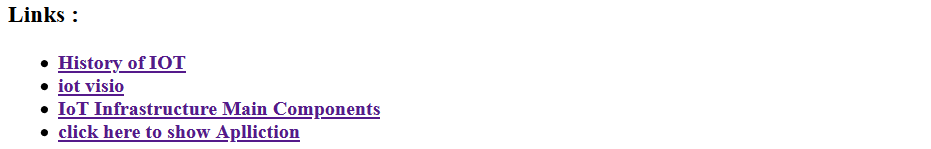 Links :
History of IOT
iot visio
IoT Infrastructure Main Components
click here to show Aplliction